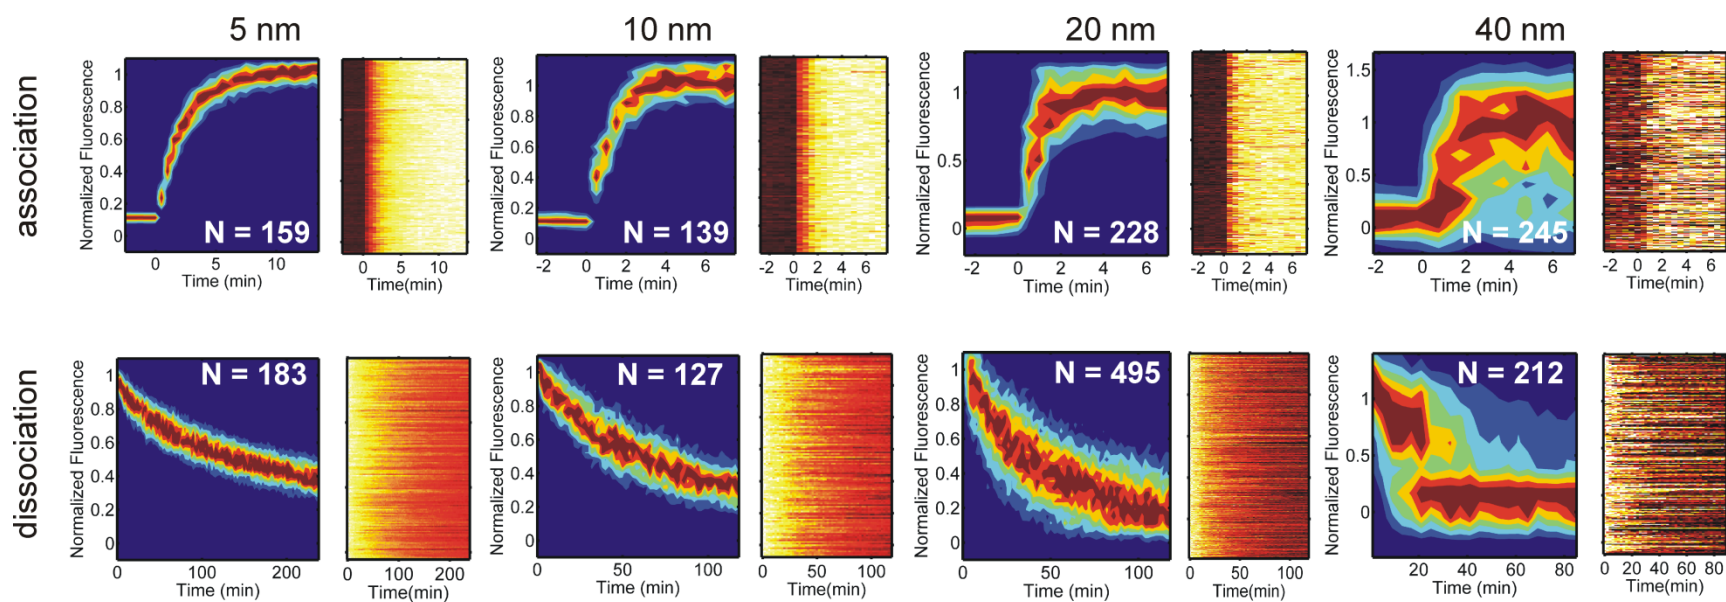 5 nm
10 nm
20 nm
40 nm
association
Normalized Fluorescence
1
0.8
0.6
0.4
0.2
0
N = 159
0 5 10
Time (min)
0 5 10
Time(min)
Normalized Fluorescence
1
0.8
0.6
0.4
0.2
0
N = 139
-2 0 2 4 6
Time (min)
-2 0 2 4 6
Time(min)
Normalized Fluorescence
1
0.5
0
N = 228
-2 0 2 4 6
Time (min)
-2 0 2 4 6
Time(min)
Normalized Fluorescence
1.5
1
0.5
0
N = 245
-2 0 2 4 6
Time (min)
-2 0 2 4 6
Time(min)
dissociation
Normalized Fluorescence
1
0.8
0.6
0.4
0.2
0
N = 183
0 100 200
Time (min)
0 100 200
Time(min)
Normalized Fluorescence
1
0.8
0.6
0.4
0.2
0
N = 127
0 50 100
Time (min)
0 50 100
Time(min)
Normalized Fluorescence
1
0.8
0.6
0.4
0.2
0
N = 495
0 50 100
Time (min)
0 50 100
Time(min)
Normalized Fluorescence
1
0.5
0
N = 212
20 40 60 80
Time (min)
0 20 40 60 80
Time(min)